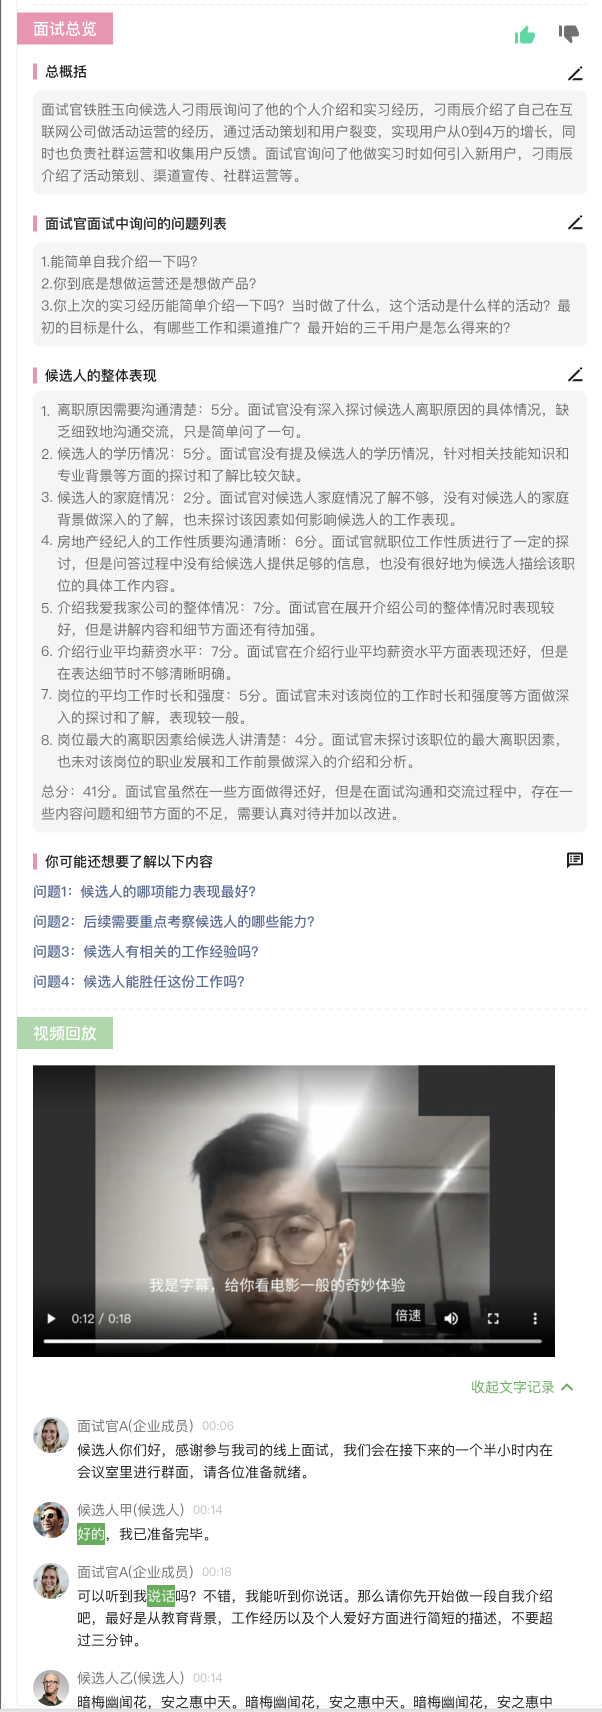 面试总览
总概括
面试官铁胜玉向候选人刁雨辰询问了他的个人介绍和实习经历，刁雨辰介绍了自己在互
联网公司做活动运营的经历，通过活动策划和用户裂变，实现用户从0到4万的增长，同
时也负责社群运营和收集用户反馈。面试官询问了他做实习时如何引入新用户，刁雨辰
介绍了活动策划、渠道宣传、社群运营等。
面试官面试中询问的问题列表
1.能简单自我介绍一下吗？
2.你到底是想做运营还是想做产品？
3.你上次的实习经历能简单介绍一下吗？当时做了什么，这个活动是什么样的活动？最
初的目标是什么，有哪些工作和渠道推广？最开始的三千用户是怎么得来的？
候选人的整体表现
1. 离职原因需要沟通清楚：5分。面试官没有深入探讨候选人离职原因的具体情况，缺
乏细致地沟通交流，只是简单问了一句。
2. 候选人的学历情况：5分。面试官没有提及候选人的学历情况，针对相关技能知识和
专业背景等方面的探讨和了解比较欠缺。
3. 候选人的家庭情况：2分。面试官对候选人家庭情况了解不够，没有对候选人的家庭
背景做深入的了解，也未探讨该因素如何影响候选人的工作表现。
4. 房地产经纪人的工作性质要沟通清晰：6分。面试官就职位工作性质进行了一定的探
讨，但是问答过程中没有给候选人提供足够的信息，也没有很好地为候选人描绘该职
位的具体工作内容。
5. 介绍我爱我家公司的整体情况：7分。面试官在展开介绍公司的整体情况时表现较
好，但是讲解内容和细节方面还有待加强。
6. 介绍行业平均薪资水平：7分。面试官在介绍行业平均薪资水平方面表现还好，但是
在表达细节时不够清晰明确。
7. 岗位的平均工作时长和强度：5分。面试官未对该岗位的工作时长和强度等方面做深
入的探讨和了解，表现较一般。
8. 岗位最大的离职因素给候选人讲清楚：4分。面试官未探讨该职位的最大离职因素，
也未对该岗位的职业发展和工作前景做深入的介绍和分析。
总分：41分。面试官虽然在一些方面做得还好，但是在面试沟通和交流过程中，存在一
些内容问题和细节方面的不足，需要认真对待并加以改进。
你可能还想要了解以下内容
问题1：候选人的哪项能力表现最好？
问题2：后续需要重点考察候选人的哪些能力？
问题3：候选人有相关的工作经验吗？
问题4：候选人能胜任这份工作吗？
视频回放
我是字幕，给你看电影一般的奇妙体验
0:12 / 0:18
倍速
收起文字记录
面试官A(企业成员) 00:06
候选人你们好，感谢参与我司的线上面试，我们会在接下来的一个半小时内在
会议室里进行群面，请各位准备就绪。
候选人甲(候选人) 00:14
好的，我已准备完毕。
面试官A(企业成员) 00:18
可以听到我说话吗？不错，我能听到你说话。那么请你先开始做一段自我介绍
吧，最好是从教育背景，工作经历以及个人爱好方面进行简短的描述，不要超
过三分钟。
候选人乙(候选人) 00:14
暗梅幽闻花，安之惠中天。暗梅幽闻花，安之惠中天。暗梅幽闻花，安之惠中